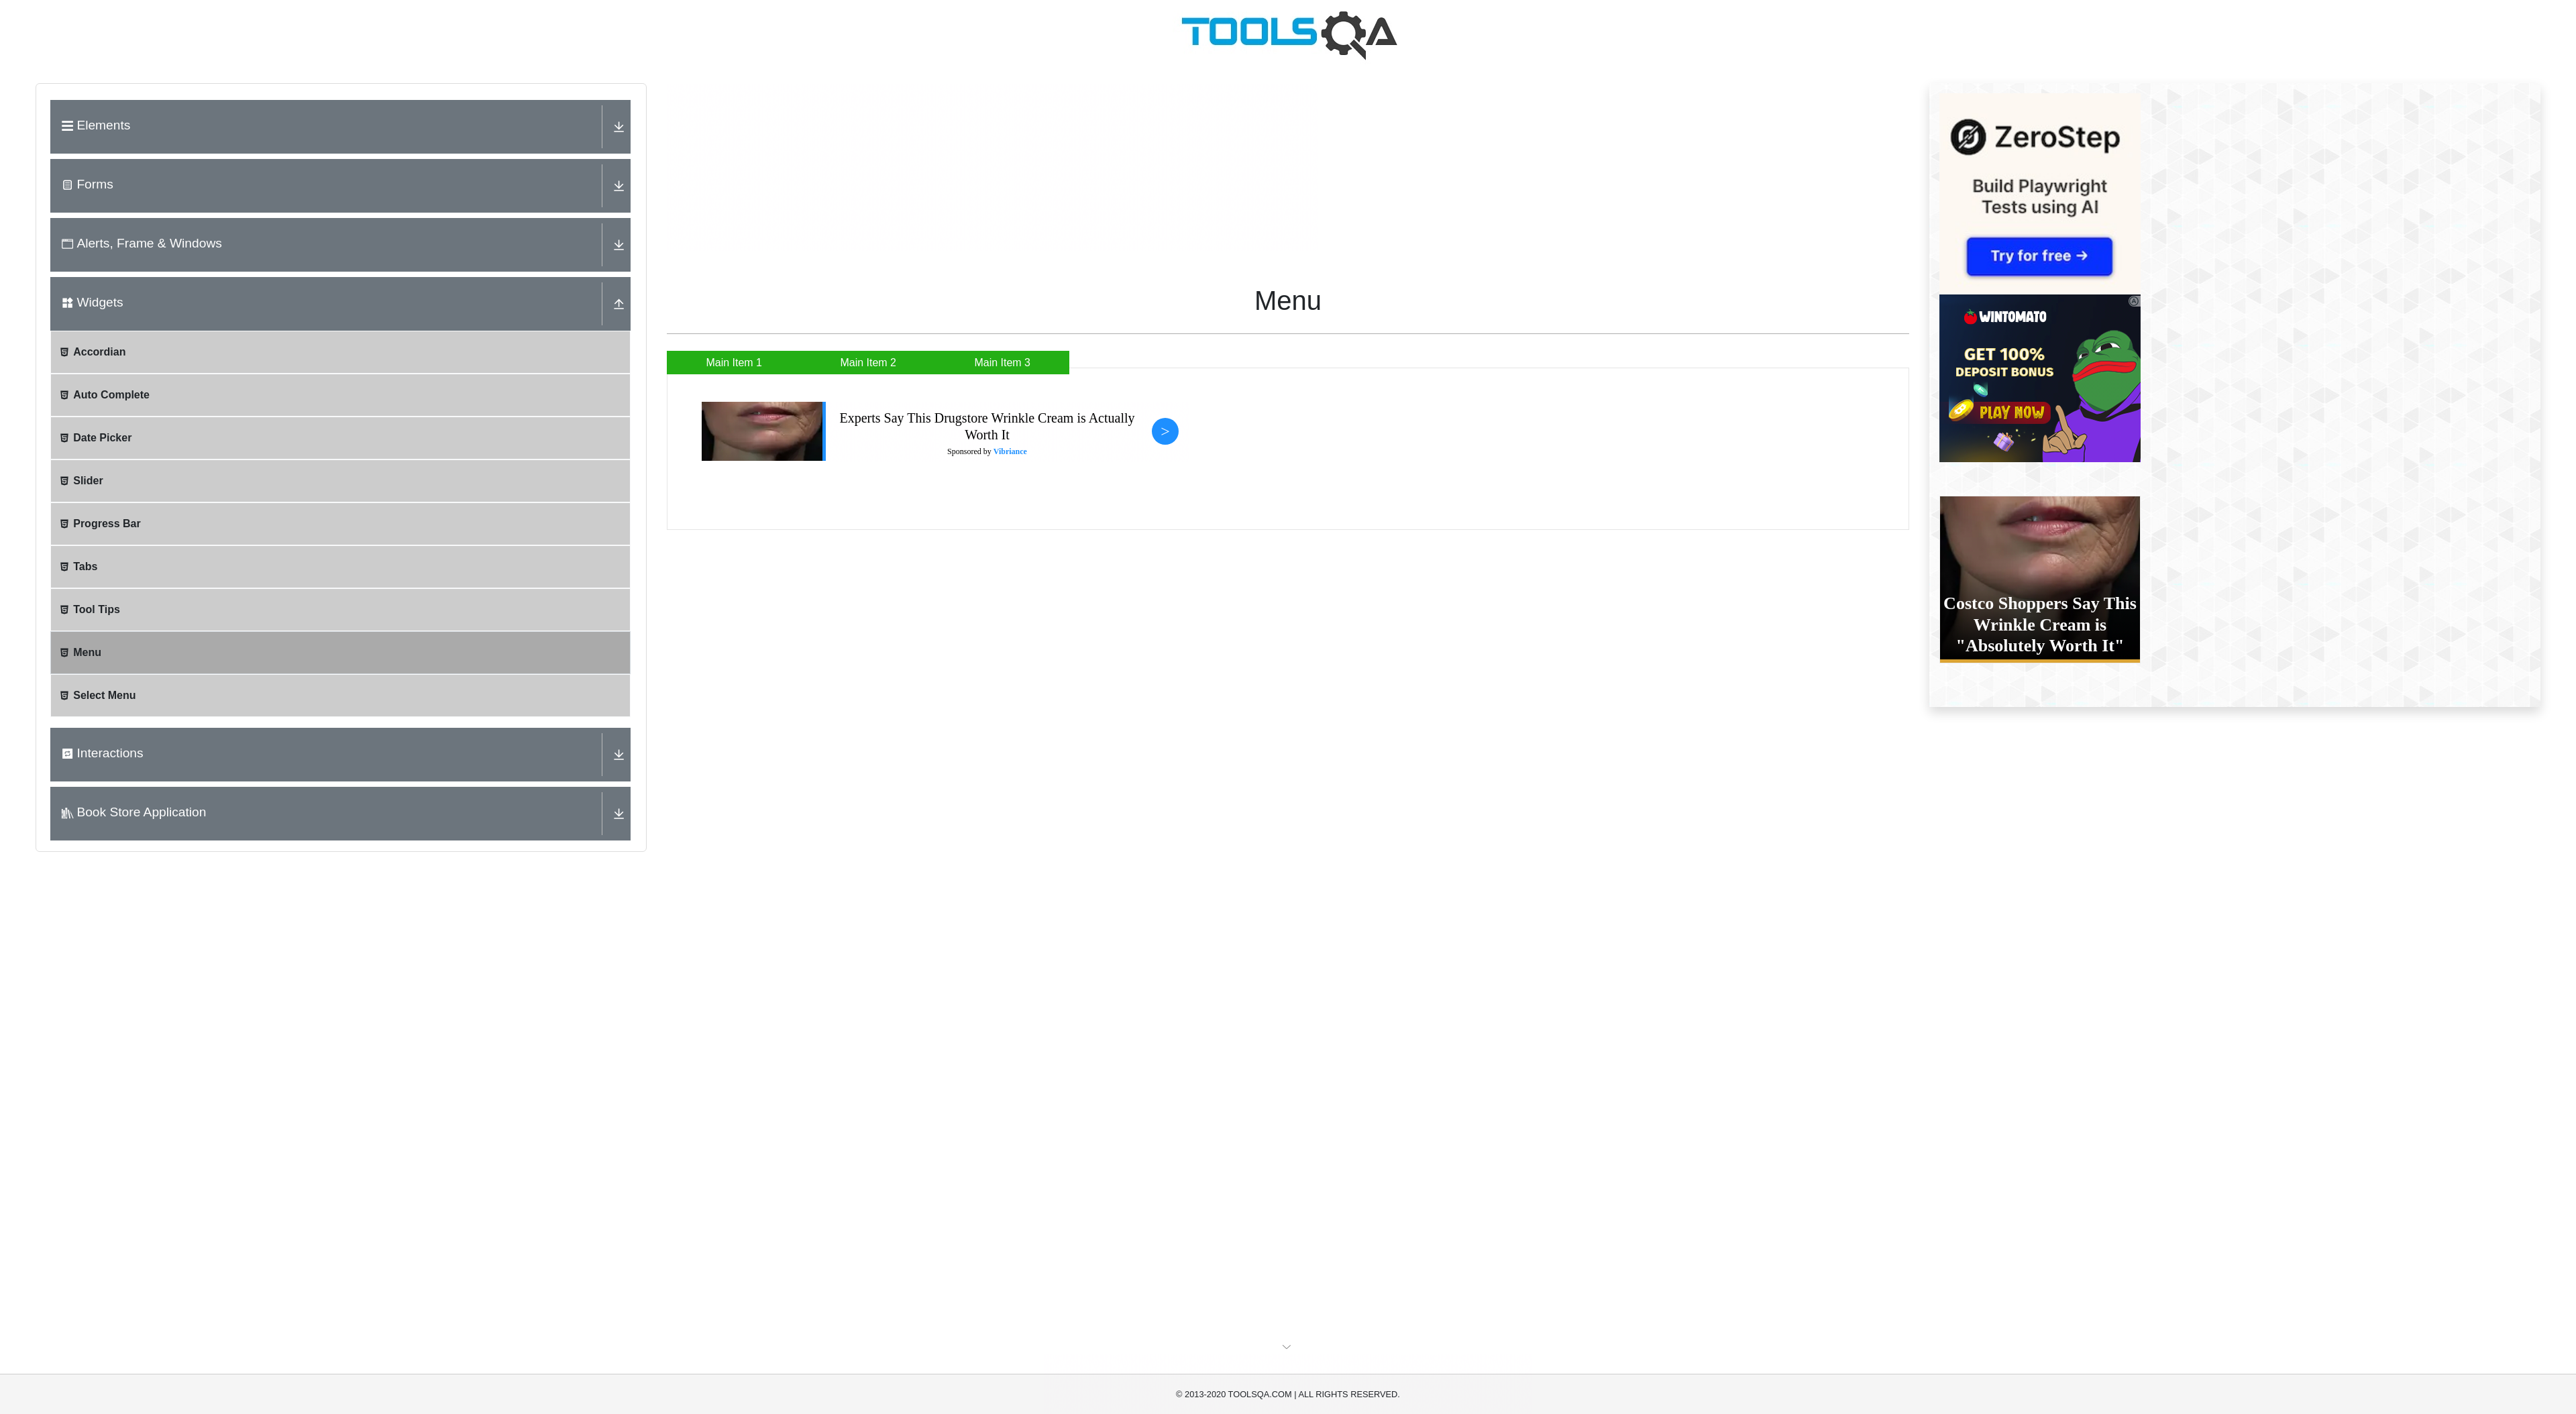 TOOLSQA
Elements
Forms
Alerts, Frame & Windows
Widgets
Accordian
Auto Complete
Date Picker
Slider
Progress Bar
Tabs
Tool Tips
Menu
Select Menu
Interactions
Book Store Application
Menu
Main Item 1
Main Item 2
Main Item 3
Experts Say This Drugstore Wrinkle Cream is Actually
Worth It
Sponsored by Vibriance
>
ZeroStep
Build Playwright
Tests using AI
Try for free →
WINTOMATO
GET 100%
DEPOSIT BONUS
PLAY NOW
Costco Shoppers Say This
Wrinkle Cream is
"Absolutely Worth It"
© 2013-2020 TOOLSQA.COM | ALL RIGHTS RESERVED.